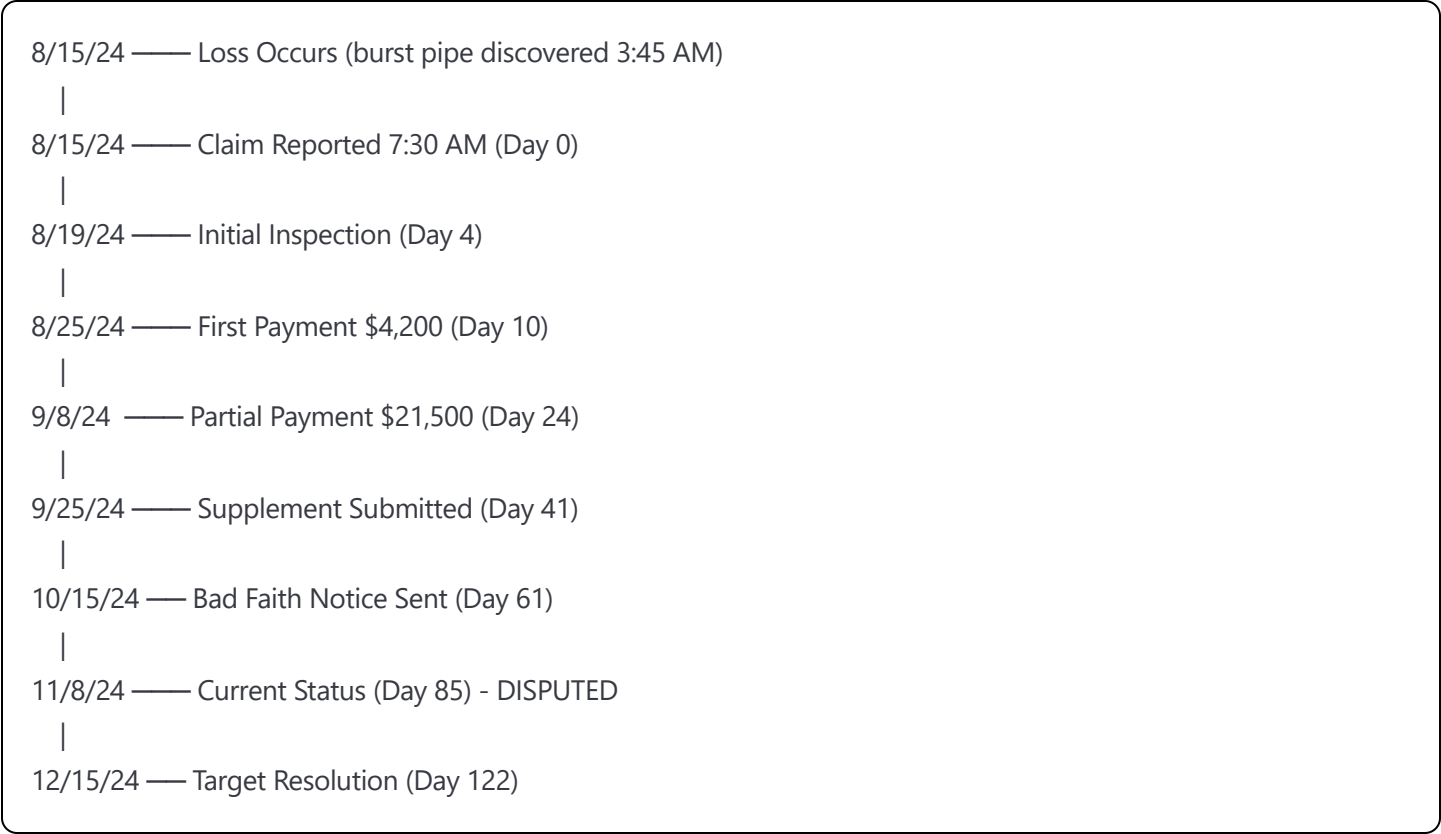 8/15/24 ─── Loss Occurs (burst pipe discovered 3:45 AM)
|
8/15/24 ─── Claim Reported 7:30 AM (Day 0)
|
8/19/24 ─── Initial Inspection (Day 4)
|
8/25/24 ─── First Payment $4,200 (Day 10)
|
9/8/24 ─── Partial Payment $21,500 (Day 24)
|
9/25/24 ─── Supplement Submitted (Day 41)
|
10/15/24 ── Bad Faith Notice Sent (Day 61)
|
11/8/24 ─── Current Status (Day 85) - DISPUTED
|
12/15/24 ── Target Resolution (Day 122)